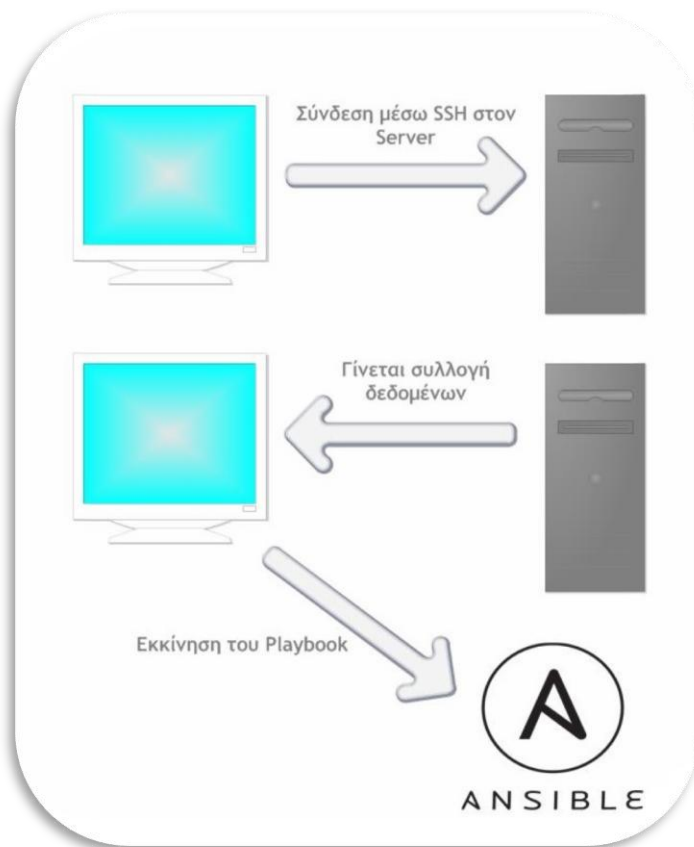 Σύνδεση μέσω SSH στον
Server
Γίνεται συλλογή
δεδομένων
Εκκίνηση του Playbook
ANSIBLE